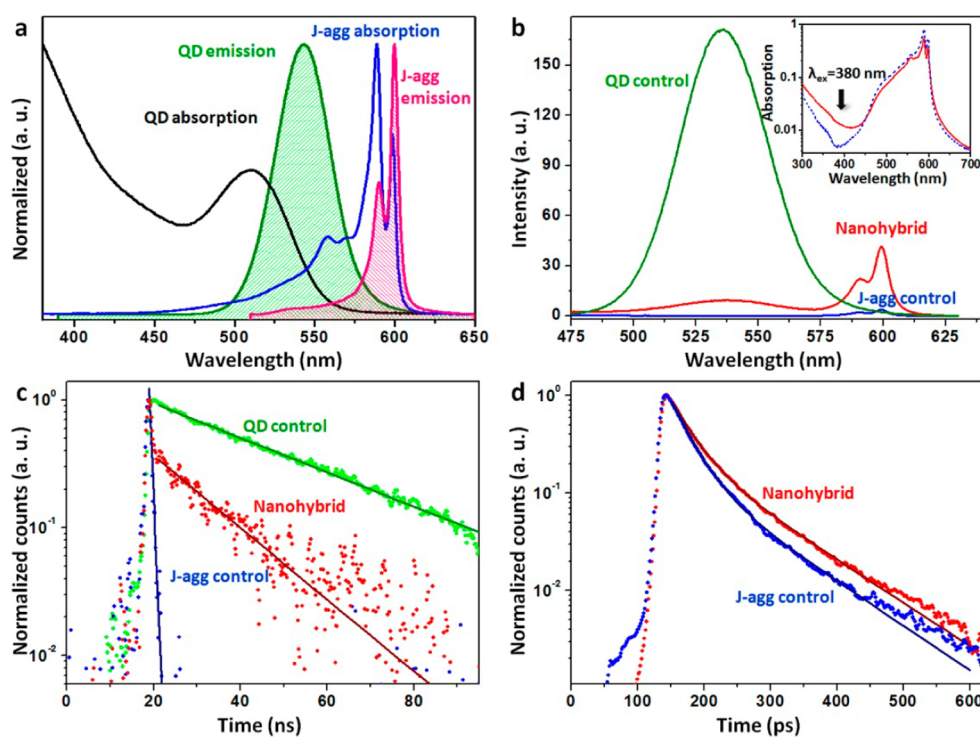 a
QD emission
J-agg absorption
J-agg
emission
QD absorption
Normalized (a. u.)
400 450 500 550 600 650
Wavelength (nm)
b
QD control
Nanohybrid
J-agg control
Intensity (a. u.)
150
120
90
60
30
0
475 500 525 550 575 600 625
Wavelength (nm)
λex=380 nm
Absorption
1
0.1
0.01
300 400 500 600 700
Wavelength (nm)
c
QD control
Nanohybrid
J-agg control
Normalized counts (a. u.)
10⁰
10⁻¹
10⁻²
0 20 40 60 80
Time (ns)
d
Nanohybrid
J-agg control
Normalized counts (a. u.)
10⁰
10⁻¹
10⁻²
0 100 200 300 400 500 600
Time (ps)